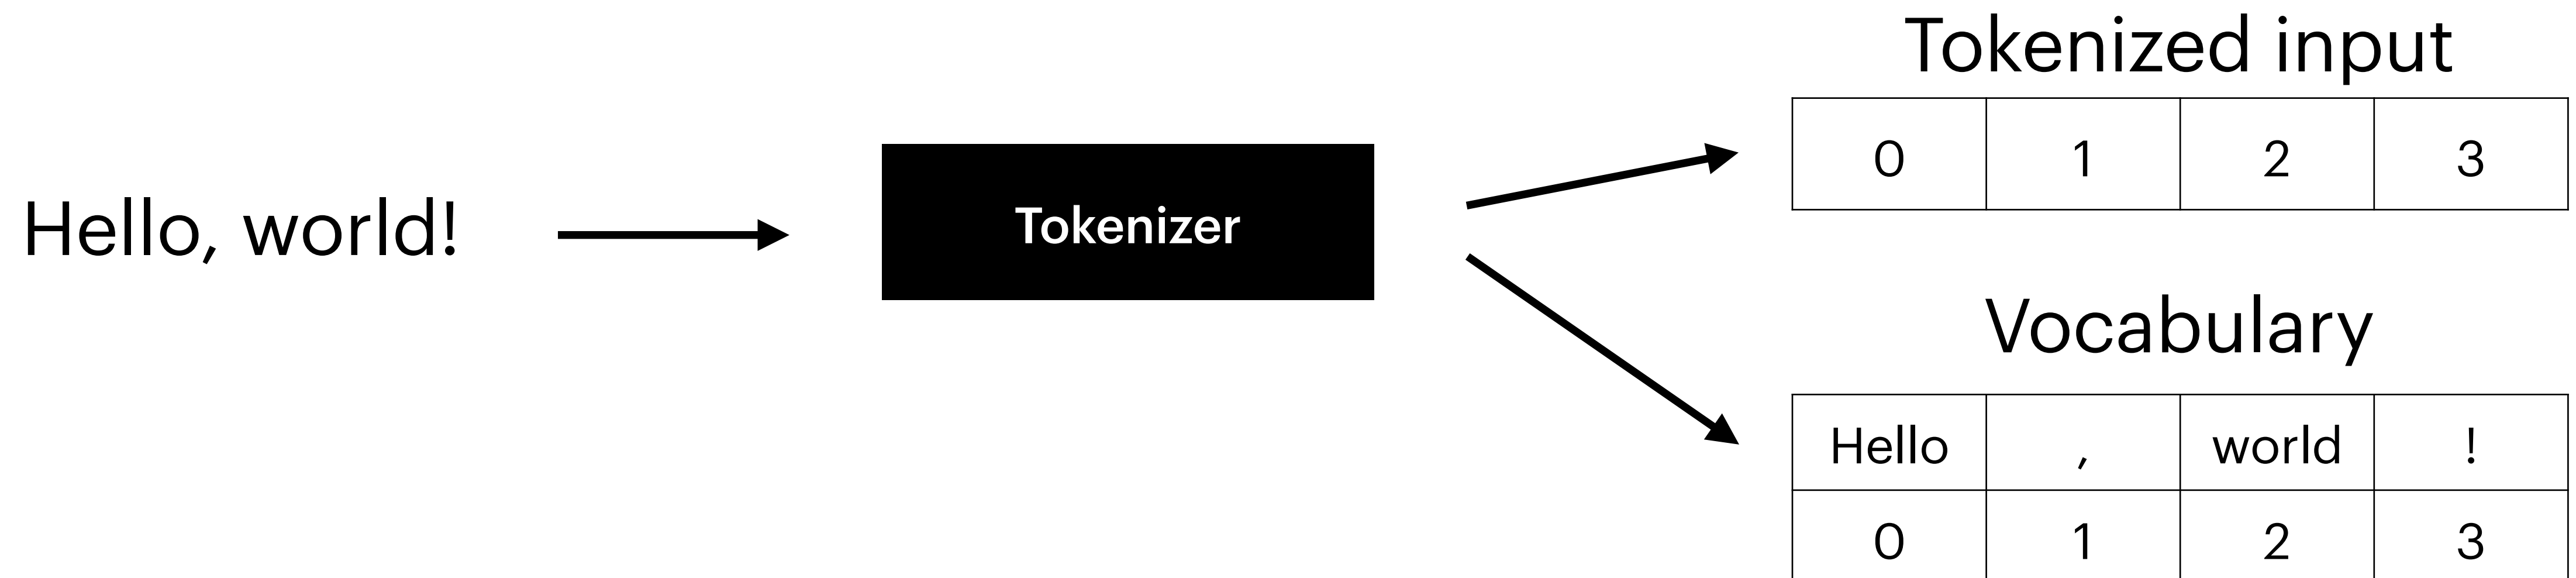 Hello, world!
Tokenizer
Tokenized input
0 1 2 3
Vocabulary
Hello , world !
0 1 2 3